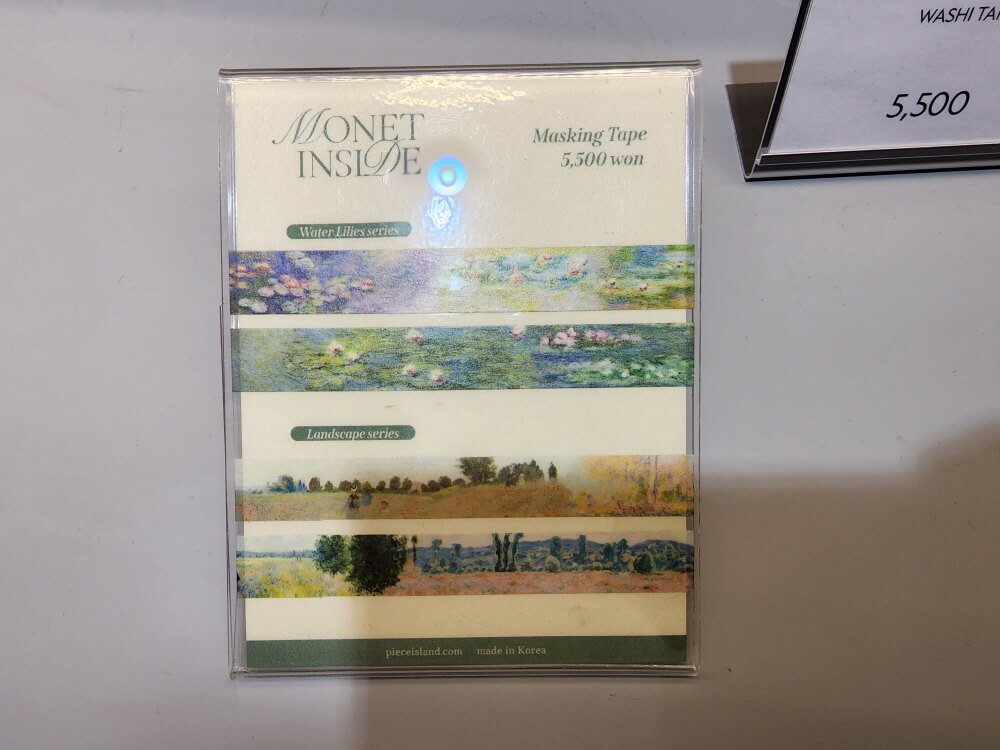 MONET
INSIDE
Masking Tape
5,500 won
Water Lilies series
Landscape series
pieceisland.com made in Korea
WASHI
5,500